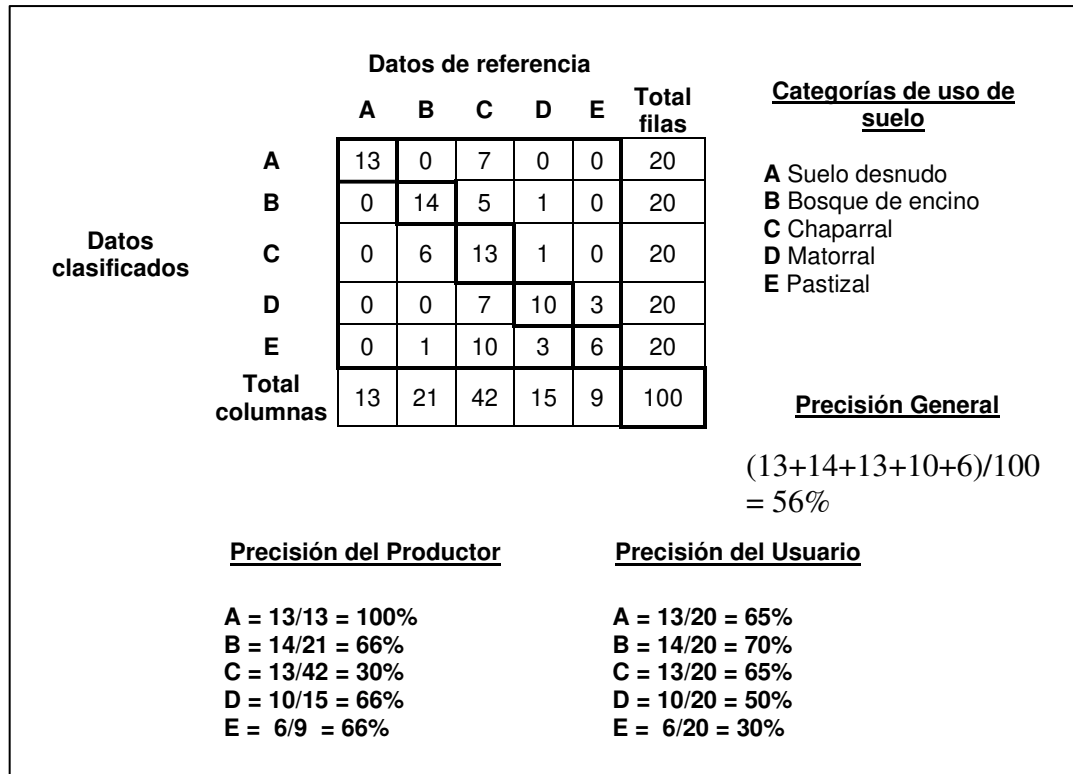 Datos de referencia
A B C D E Total filas
A 13 0 7 0 0 20
B 0 14 5 1 0 20
Datos clasificados
C 0 6 13 1 0 20
D 0 0 7 10 3 20
E 0 1 10 3 6 20
Total columnas 13 21 42 15 9 100
Categorías de uso de
suelo
A Suelo desnudo
B Bosque de encino
C Chaparral
D Matorral
E Pastizal
Precisión General
(13+14+13+10+6)/100
= 56%
Precisión del Productor
A = 13/13 = 100%
B = 14/21 = 66%
C = 13/42 = 30%
D = 10/15 = 66%
E = 6/9 = 66%
Precisión del Usuario
A = 13/20 = 65%
B = 14/20 = 70%
C = 13/20 = 65%
D = 10/20 = 50%
E = 6/20 = 30%